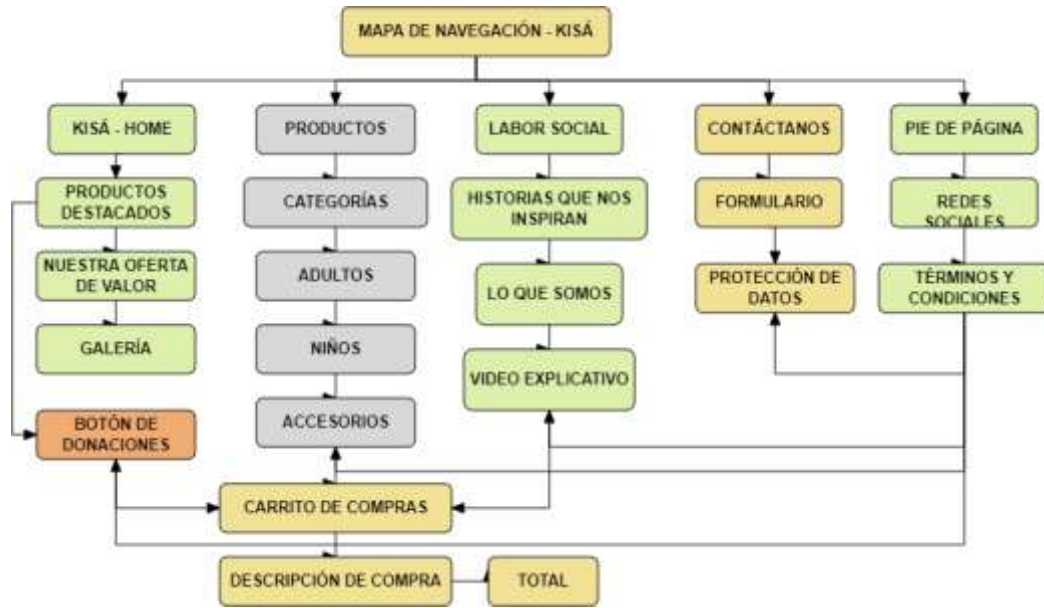 MAPA DE NAVEGACIÓN - KISÁ
KISÁ - HOME
PRODUCTOS
LABOR SOCIAL
CONTÁCTANOS
PIE DE PÁGINA
PRODUCTOS
DESTACADOS
CATEGORÍAS
HISTORIAS QUE NOS
INSPIRAN
FORMULARIO
REDES
SOCIALES
NUESTRA OFERTA
DE VALOR
ADULTOS
LO QUE SOMOS
PROTECCIÓN DE
DATOS
TÉRMINOS Y
CONDICIONES
GALERÍA
NIÑOS
VIDEO EXPLICATIVO
BOTÓN DE
DONACIONES
ACCESORIOS
CARRITO DE COMPRAS
DESCRIPCIÓN DE COMPRA
TOTAL